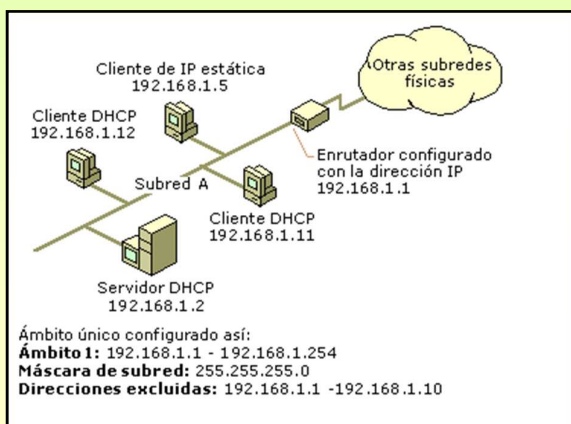 Cliente de IP estática
192.168.1.5
Otras subredes
físicas
Cliente DHCP
192.168.1.12
Enrutador configurado
con la dirección IP
192.168.1.1
Subred A
Cliente DHCP
192.168.1.11
Servidor DHCP
192.168.1.2
Ámbito único configurado así:
Ámbito 1: 192.168.1.1 - 192.168.1.254
Máscara de subred: 255.255.255.0
Direcciones excluidas: 192.168.1.1 -192.168.1.10